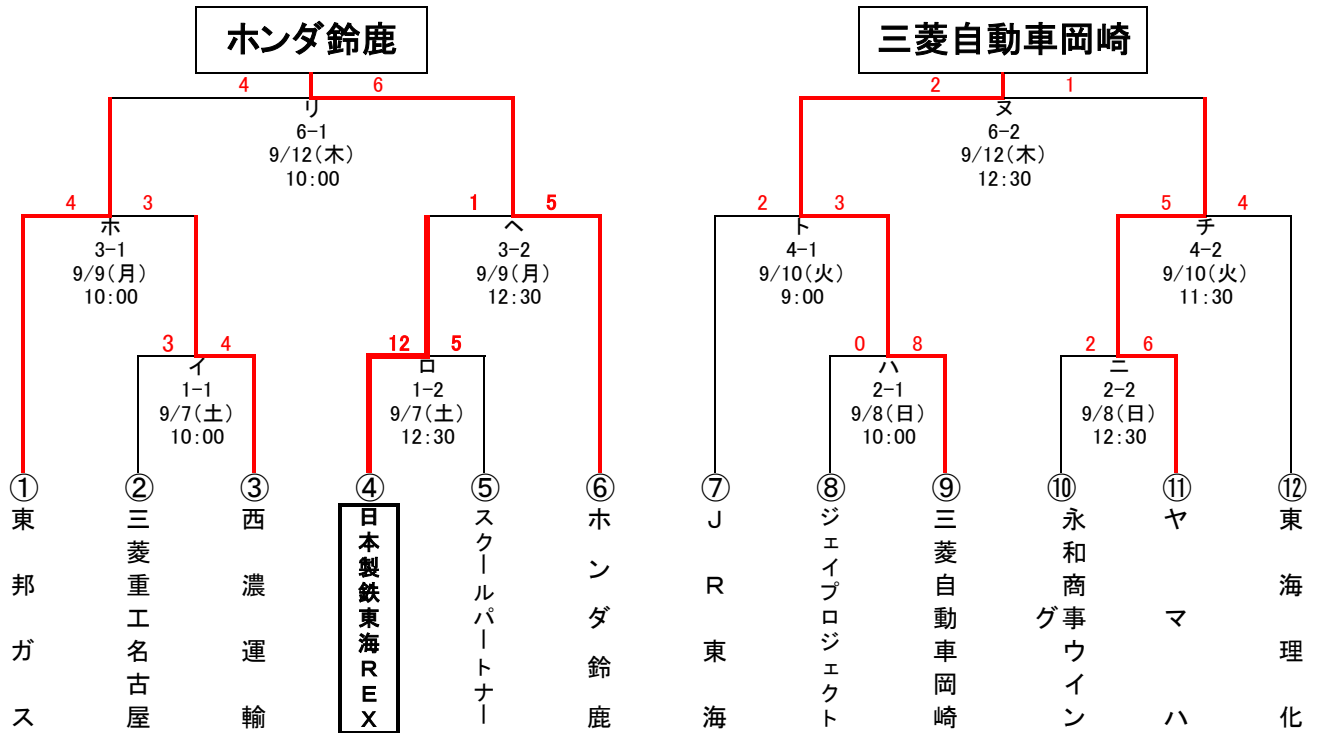 ホンダ鈴鹿
三菱自動車岡崎
4 6
2 1
リ
6-1
9/12(木)
10:00
ヌ
6-2
9/12(木)
12:30
4 3
1 5
2 3
5 4
ホ
3-1
9/9(月)
10:00
ヘ
3-2
9/9(月)
12:30
ト
4-1
9/10(火)
9:00
チ
4-2
9/10(火)
11:30
3 4
12 5
0 8
2 6
イ
1-1
9/7(土)
10:00
ロ
1-2
9/7(土)
12:30
ハ
2-1
9/8(日)
10:00
ニ
2-2
9/8(日)
12:30
①
東邦ガス
②
三菱重工名古屋
③
西濃運輸
④
日本製鉄東海REX
⑤
スクールパートナー
⑥
ホンダ鈴鹿
⑦
JR東海
⑧
ジェイプロジェクト
⑨
三菱自動車岡崎
⑩
永和商事ウイン
グ
⑪
ヤマハ
⑫
東海理化